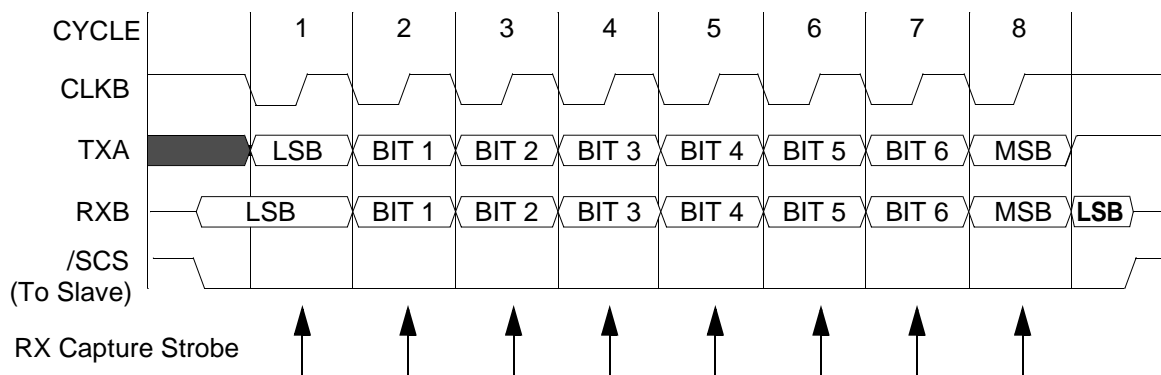 CYCLE 1 2 3 4 5 6 7 8
CLKB
TXA LSB BIT 1 BIT 2 BIT 3 BIT 4 BIT 5 BIT 6 MSB
RXB LSB BIT 1 BIT 2 BIT 3 BIT 4 BIT 5 BIT 6 MSB LSB
/SCS
(To Slave)
RX Capture Strobe